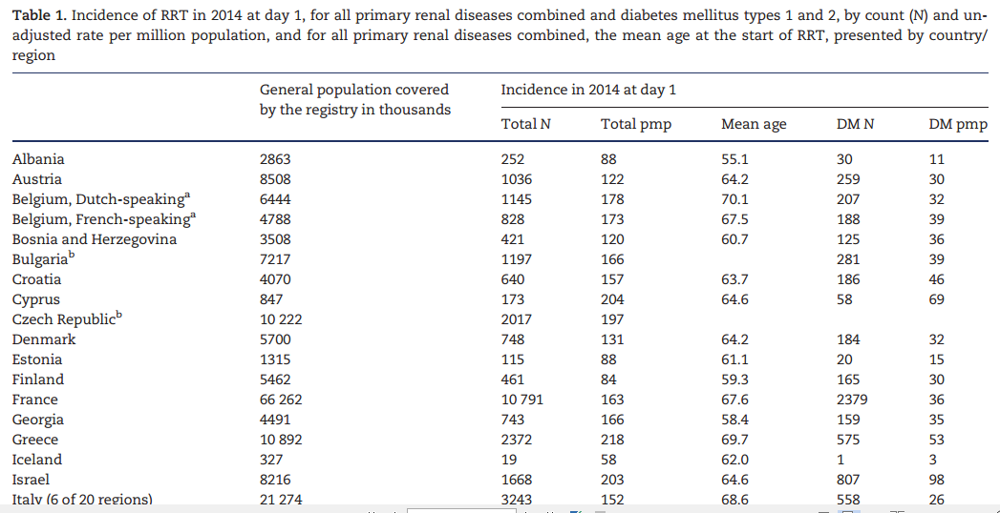 Table 1. Incidence of RRT in 2014 at day 1, for all primary renal diseases combined and diabetes mellitus types 1 and 2, by count (N) and un-
adjusted rate per million population, and for all primary renal diseases combined, the mean age at the start of RRT, presented by country/
region
General population covered Incidence in 2014 at day 1
by the registry in thousands
Total N Total pmp Mean age DM N DM pmp
Albania 2863 252 88 55.1 30 11
Austria 8508 1036 122 64.2 259 30
Belgium, Dutch-speakingᵃ 6444 1145 178 70.1 207 32
Belgium, French-speakingᵃ 4788 828 173 67.5 188 39
Bosnia and Herzegovina 3508 421 120 60.7 125 36
Bulgariaᵇ 7217 1197 166 281 39
Croatia 4070 640 157 63.7 186 46
Cyprus 847 173 204 64.6 58 69
Czech Republicᵇ 10 222 2017 197
Denmark 5700 748 131 64.2 184 32
Estonia 1315 115 88 61.1 20 15
Finland 5462 461 84 59.3 165 30
France 66 262 10 791 163 67.6 2379 36
Georgia 4491 743 166 58.4 159 35
Greece 10 892 2372 218 69.7 575 53
Iceland 327 19 58 62.0 1 3
Israel 8216 1668 203 64.6 807 98
Italy (6 of 20 regions) 21 274 3243 152 68.6 558 26